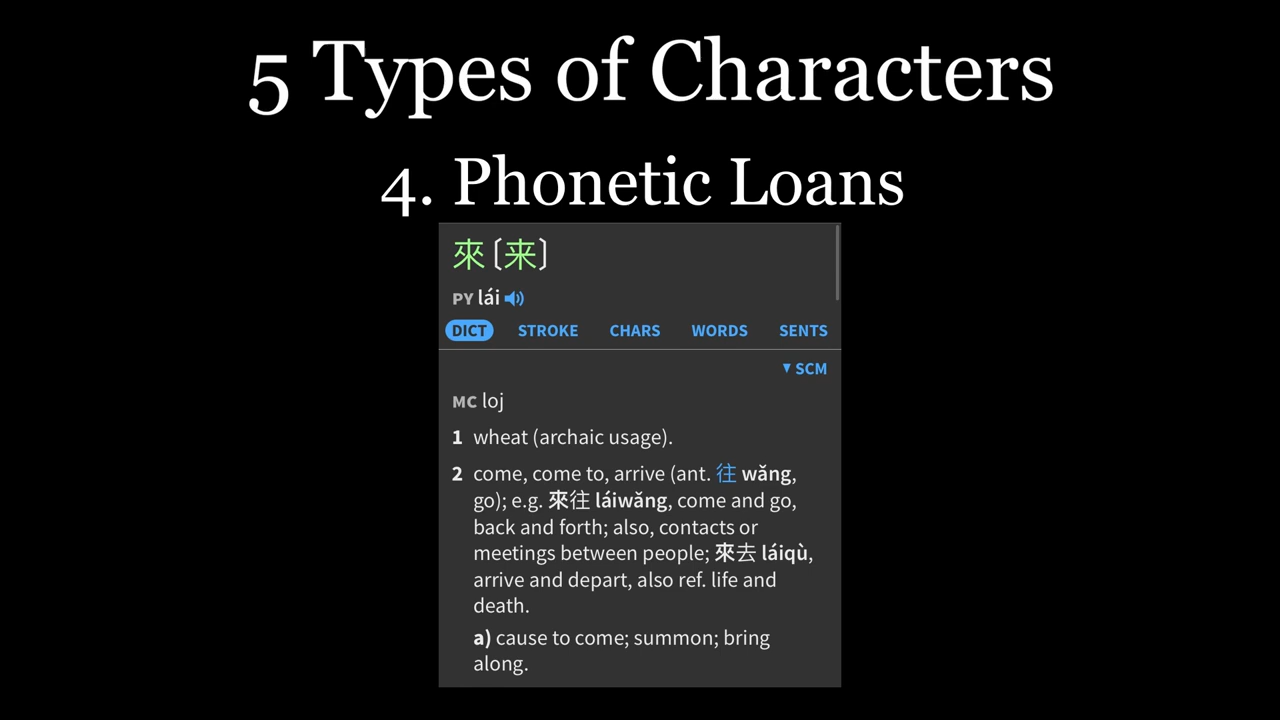 5 Types of Characters
4. Phonetic Loans
來〔来〕
PY lái
DICT STROKE CHARS WORDS SENTS
▼ SCM
MC loj
1 wheat (archaic usage).
2 come, come to, arrive (ant. 往 wǎng,
go); e.g. 來往 láiwǎng, come and go,
back and forth; also, contacts or
meetings between people; 來去 láiqù,
arrive and depart, also ref. life and
death.
a) cause to come; summon; bring
along.